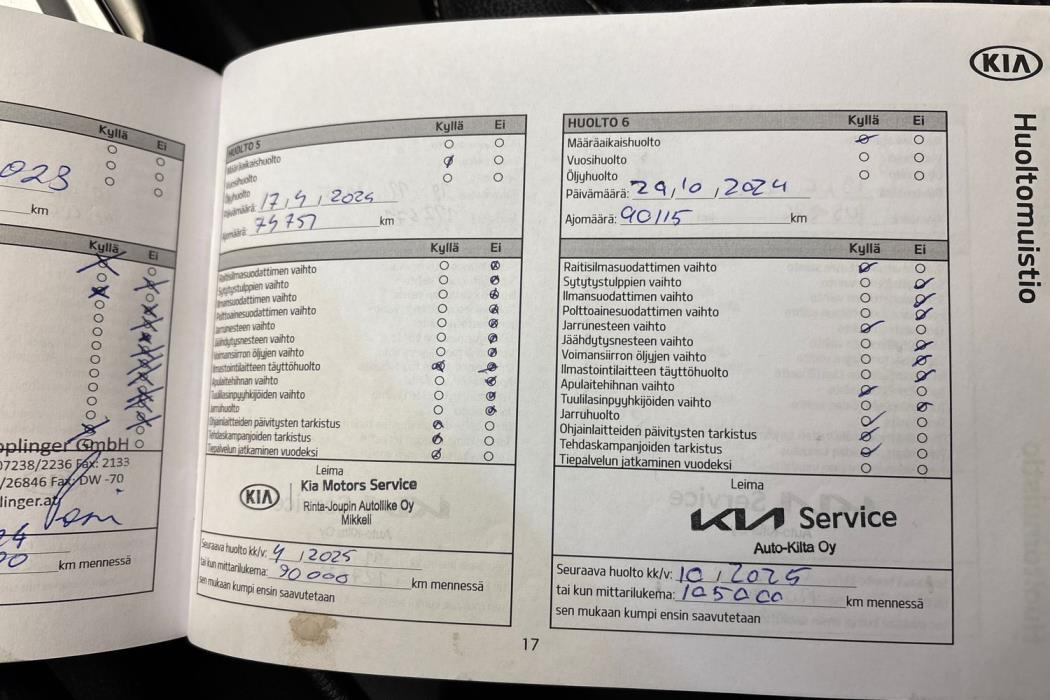 Kyllä Ei
023
km
Kyllä Ei
pplinger GmbH
07238/2236 Fax: 2133
/26846 Fax: DW -70
linger.at
24
00 km mennessä
HUOLTO 5 Kyllä Ei
Määräaikaishuolto
Vuosihuolto
Öljyhuolto
Päivämäärä: 17,4,2024
Ajomäärä: 74757 km
Kyllä Ei
Raitisilmasuodattimen vaihto
Sytytystulppien vaihto
Ilmansuodattimen vaihto
Polttoainesuodattimen vaihto
Jarrunesteen vaihto
Jäähdytysnesteen vaihto
Voimansiirron öljyjen vaihto
Ilmastointilaitteen täyttöhuolto
Apulaitehihnan vaihto
Tuulilasinpyyhkijöiden vaihto
Jarruhuolto
Ohjainlaitteiden päivitysten tarkistus
Tehdaskampanjoiden tarkistus
Tiepalvelun jatkaminen vuodeksi
Leima
KIA Kia Motors Service
Rinta-Joupin Autoliike Oy
Mikkeli
Seuraava huolto kk/v: 4,2025
tai kun mittarilukema: 90000 km mennessä
sen mukaan kumpi ensin saavutetaan
17
HUOLTO 6 Kyllä Ei
Määräaikaishuolto
Vuosihuolto
Öljyhuolto
Päivämäärä: 29,10,2024
Ajomäärä: 90115 km
Kyllä Ei
Raitisilmasuodattimen vaihto
Sytytystulppien vaihto
Ilmansuodattimen vaihto
Polttoainesuodattimen vaihto
Jarrunesteen vaihto
Jäähdytysnesteen vaihto
Voimansiirron öljyjen vaihto
Ilmastointilaitteen täyttöhuolto
Apulaitehihnan vaihto
Tuulilasinpyyhkijöiden vaihto
Jarruhuolto
Ohjainlaitteiden päivitysten tarkistus
Tehdaskampanjoiden tarkistus
Tiepalvelun jatkaminen vuodeksi
Leima
KIA Service
Auto-Kilta Oy
Seuraava huolto kk/v: 10,2025
tai kun mittarilukema: 105000 km mennessä
sen mukaan kumpi ensin saavutetaan
KIA
Huoltomuistio